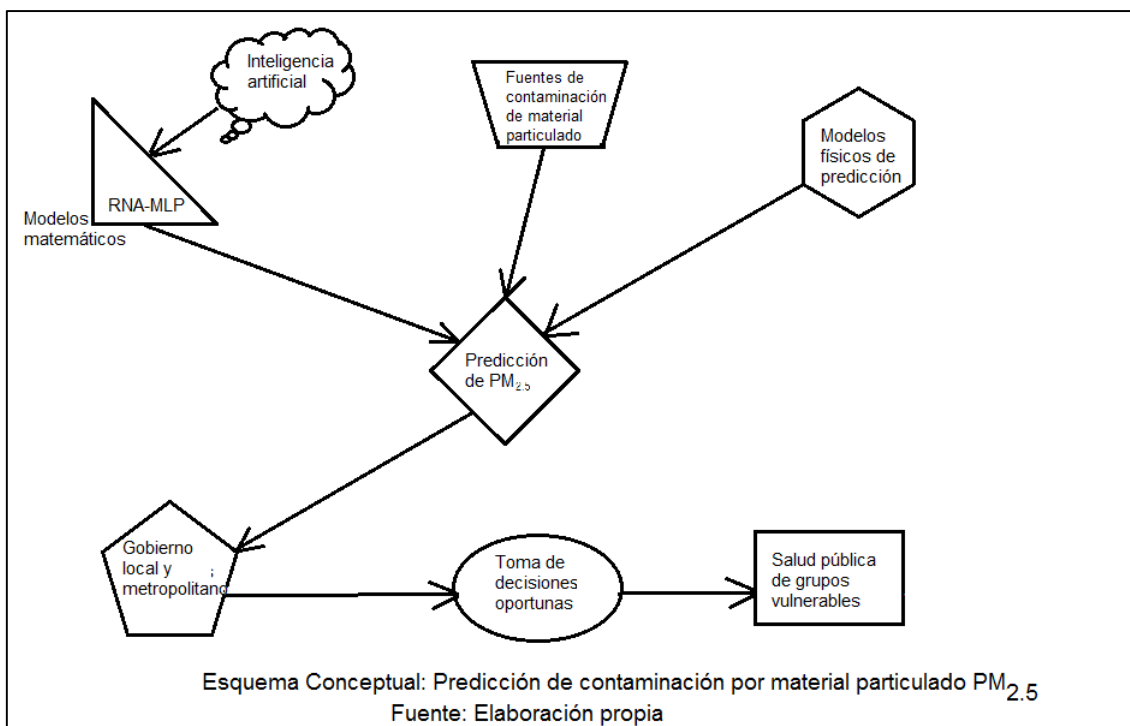 Inteligencia
artificial
Fuentes de
contaminación
de material
particulado
Modelos
físicos de
predicción
RNA-MLP
Modelos
matemáticos
Predicción
de PM2.5
Gobierno
local y
metropolitano
Toma de
decisiones
oportunas
Salud pública
de grupos
vulnerables
Esquema Conceptual: Predicción de contaminación por material particulado PM2.5
Fuente: Elaboración propia